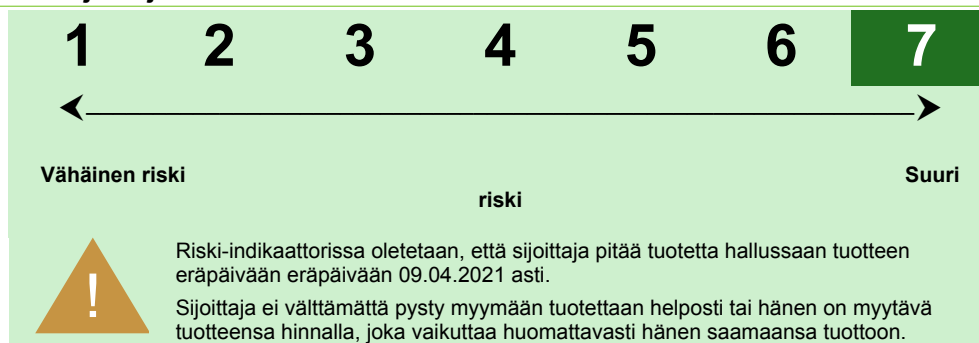 1 2 3 4 5 6 7
Vähäinen riski Suuri
riski
! Riski-indikaattorissa oletetaan, että sijoittaja pitää tuotetta hallussaan tuotteen
eräpäivään eräpäivään 09.04.2021 asti.
Sijoittaja ei välttämättä pysty myymään tuotettaan helposti tai hänen on myytävä
tuotteensa hinnalla, joka vaikuttaa huomattavasti hänen saamaansa tuottoon.